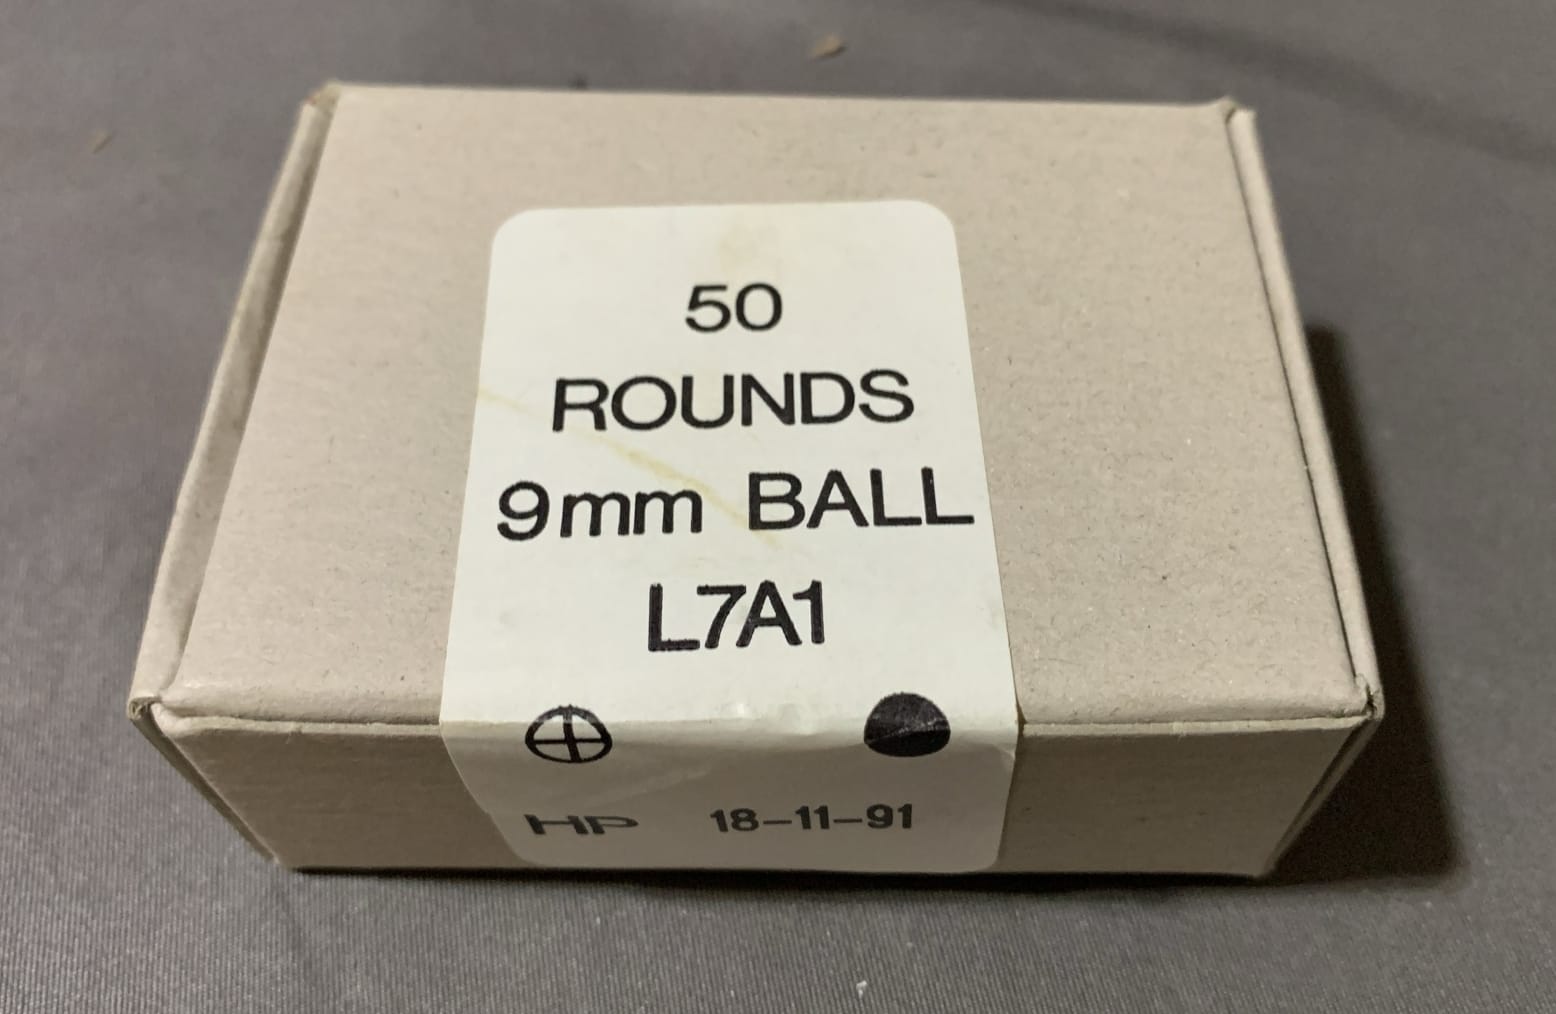 50
ROUNDS
9mm BALL
L7A1
HP 18-11-91